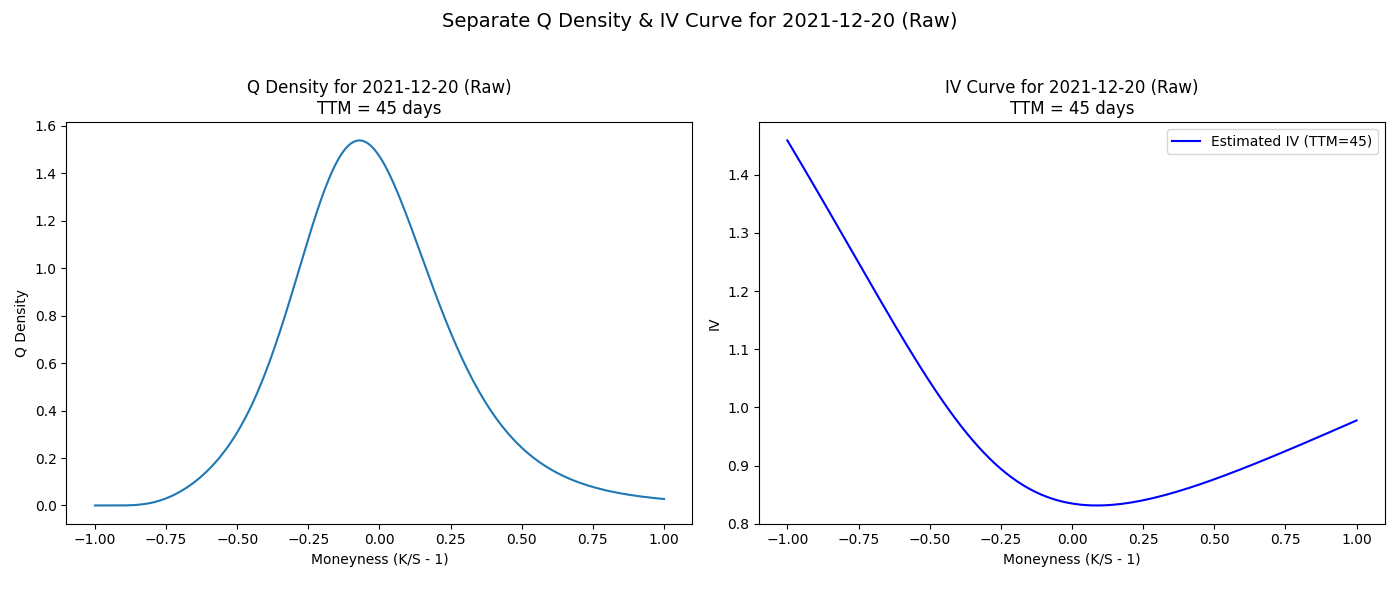 Separate Q Density & IV Curve for 2021-12-20 (Raw)
Q Density for 2021-12-20 (Raw)
TTM = 45 days
1.6
1.4
1.2
1.0
0.8
0.6
0.4
0.2
0.0
Q Density
−1.00 −0.75 −0.50 −0.25 0.00 0.25 0.50 0.75 1.00
Moneyness (K/S - 1)
IV Curve for 2021-12-20 (Raw)
TTM = 45 days
Estimated IV (TTM=45)
1.4
1.3
1.2
1.1
1.0
0.9
0.8
IV
−1.00 −0.75 −0.50 −0.25 0.00 0.25 0.50 0.75 1.00
Moneyness (K/S - 1)